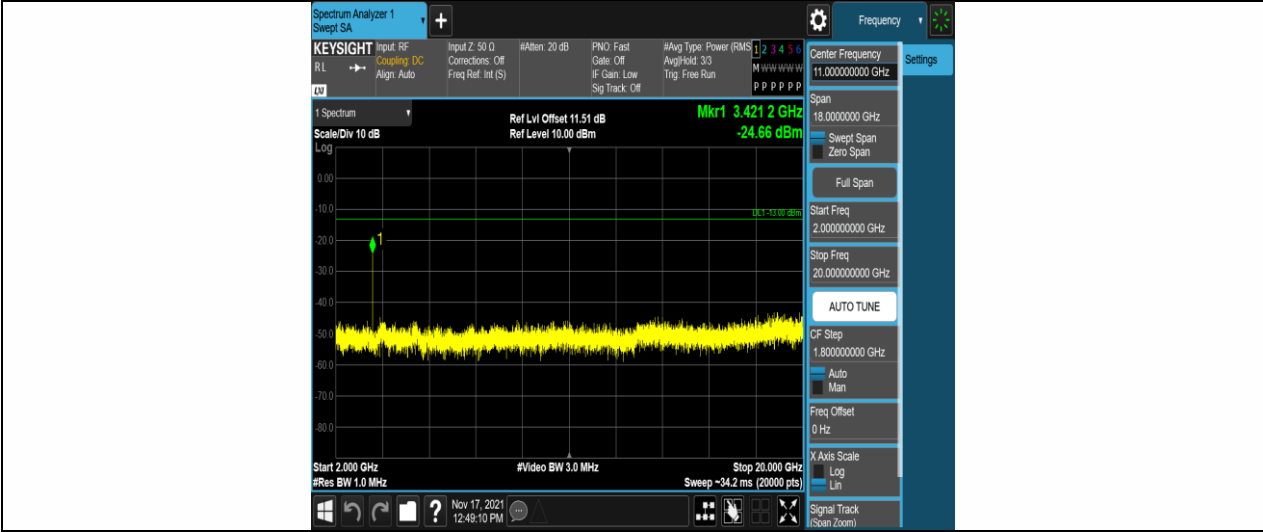 Spectrum Analyzer 1
Swept SA
+
Frequency
KEYSIGHT
RL
LXI
Input: RF
Coupling: DC
Align: Auto
Input Z: 50 Ω
Corrections: Off
Freq Ref: Int (S)
#Atten: 20 dB
PNO: Fast
Gate: Off
IF Gain: Low
Sig Track: Off
#Avg Type: Power (RMS
Avg|Hold: 3/3
Trig: Free Run
1 2 3 4 5 6
M W W W W W
P P P P P P
1 Spectrum
Scale/Div 10 dB
Ref Lvl Offset 11.51 dB
Ref Level 10.00 dBm
Mkr1 3.421 2 GHz
-24.66 dBm
Log
0.00
-10.0
DL1 -13.00 dBm
-20.0
1
-30.0
-40.0
-50.0
-60.0
-70.0
-80.0
Start 2.000 GHz
#Res BW 1.0 MHz
#Video BW 3.0 MHz
Stop 20.000 GHz
Sweep ~34.2 ms (20000 pts)
?
Nov 17, 2021
12:49:10 PM
Center Frequency
11.000000000 GHz
Span
18.0000000 GHz
Swept Span
Zero Span
Full Span
Start Freq
2.000000000 GHz
Stop Freq
20.000000000 GHz
AUTO TUNE
CF Step
1.800000000 GHz
Auto
Man
Freq Offset
0 Hz
X Axis Scale
Log
Lin
Signal Track
(Span Zoom)
Settings